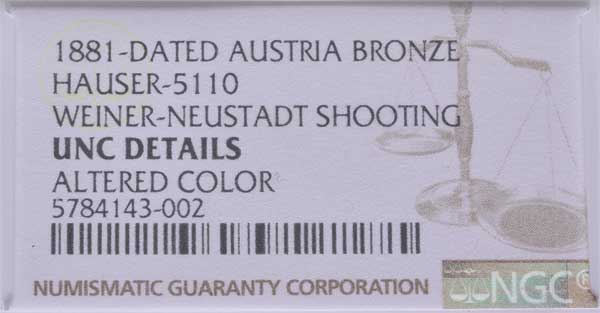 1881-DATED AUSTRIA BRONZE
HAUSER-5110
WEINER-NEUSTADT SHOOTING
UNC DETAILS
ALTERED COLOR
5784143-002
NUMISMATIC GUARANTY CORPORATION
NGC®